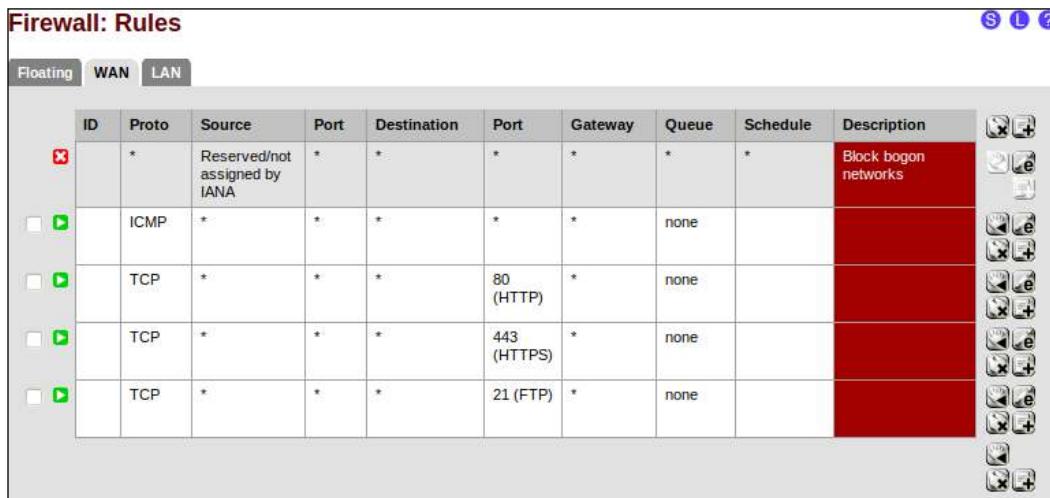 Firewall: Rules
S L ?
Floating WAN LAN
ID Proto Source Port Destination Port Gateway Queue Schedule Description
* Reserved/not assigned by IANA * * * * * * Block bogon networks
ICMP * * * * * none
TCP * * * 80 (HTTP) * none
TCP * * * 443 (HTTPS) * none
TCP * * * 21 (FTP) * none